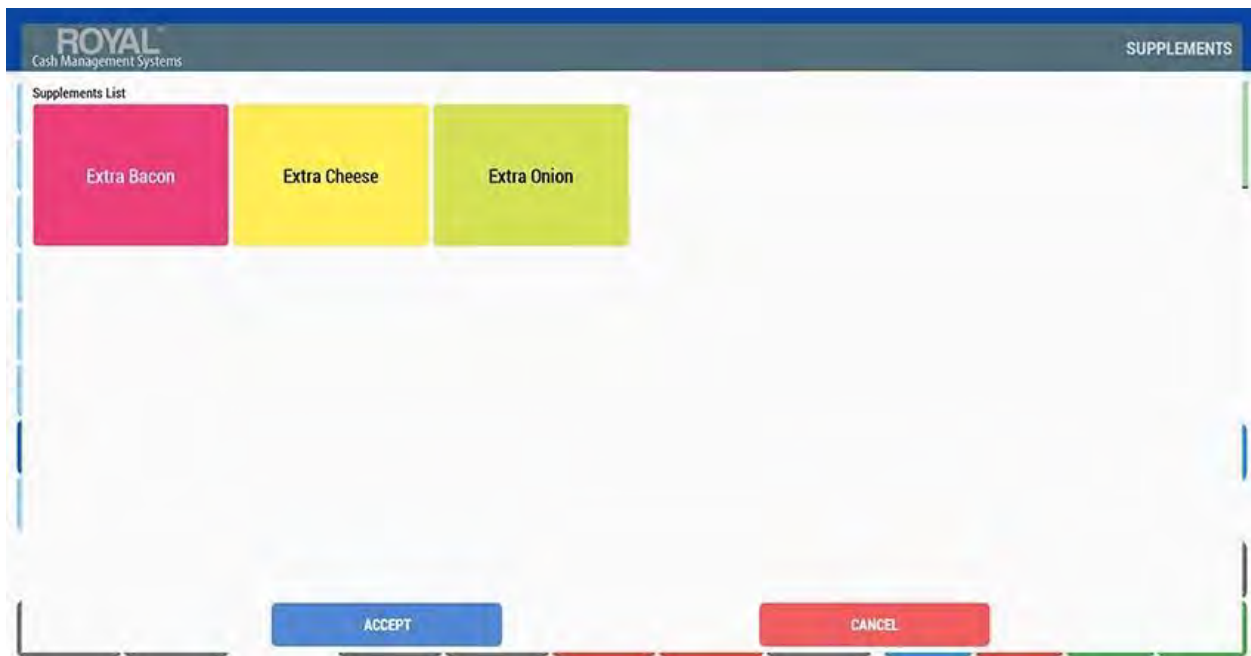 ROYAL
Cash Management Systems
SUPPLEMENTS
Supplements List
Extra Bacon
Extra Cheese
Extra Onion
ACCEPT
CANCEL